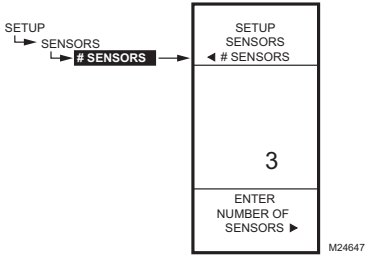 SETUP
SENSORS
# SENSORS
SETUP
SENSORS
◄ # SENSORS
3
ENTER
NUMBER OF
SENSORS ►
M24647